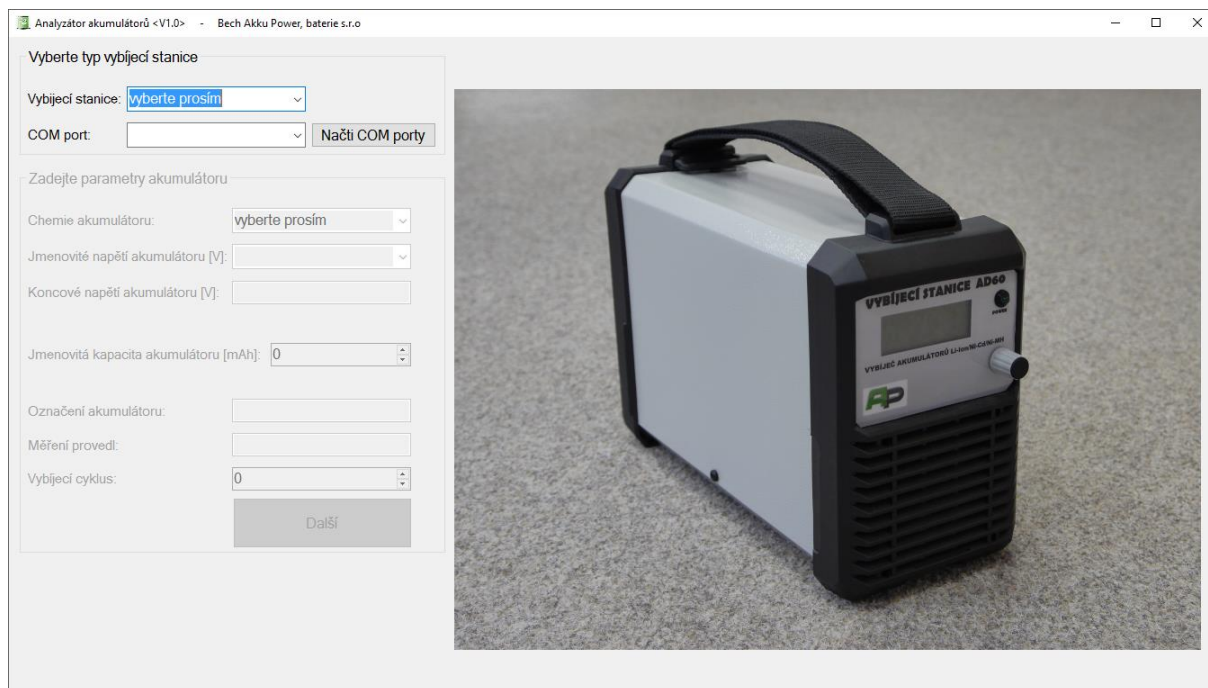 Analyzátor akumulátorů <V1.0> - Bech Akku Power, baterie s.r.o
Vyberte typ vybíjecí stanice
Vybíjecí stanice: vyberte prosím
COM port: Načti COM porty
Zadejte parametry akumulátoru
Chemie akumulátoru: vyberte prosím
Jmenovité napětí akumulátoru [V]:
Koncové napětí akumulátoru [V]:
Jmenovitá kapacita akumulátoru [mAh]: 0
Označení akumulátoru:
Měření provedl:
Vybíjecí cyklus: 0
Další
VYBÍJECÍ STANICE AD60
POWER
VYBÍJEČ AKUMULÁTORŮ Li-Ion/Ni-Cd/Ni-MH
AP